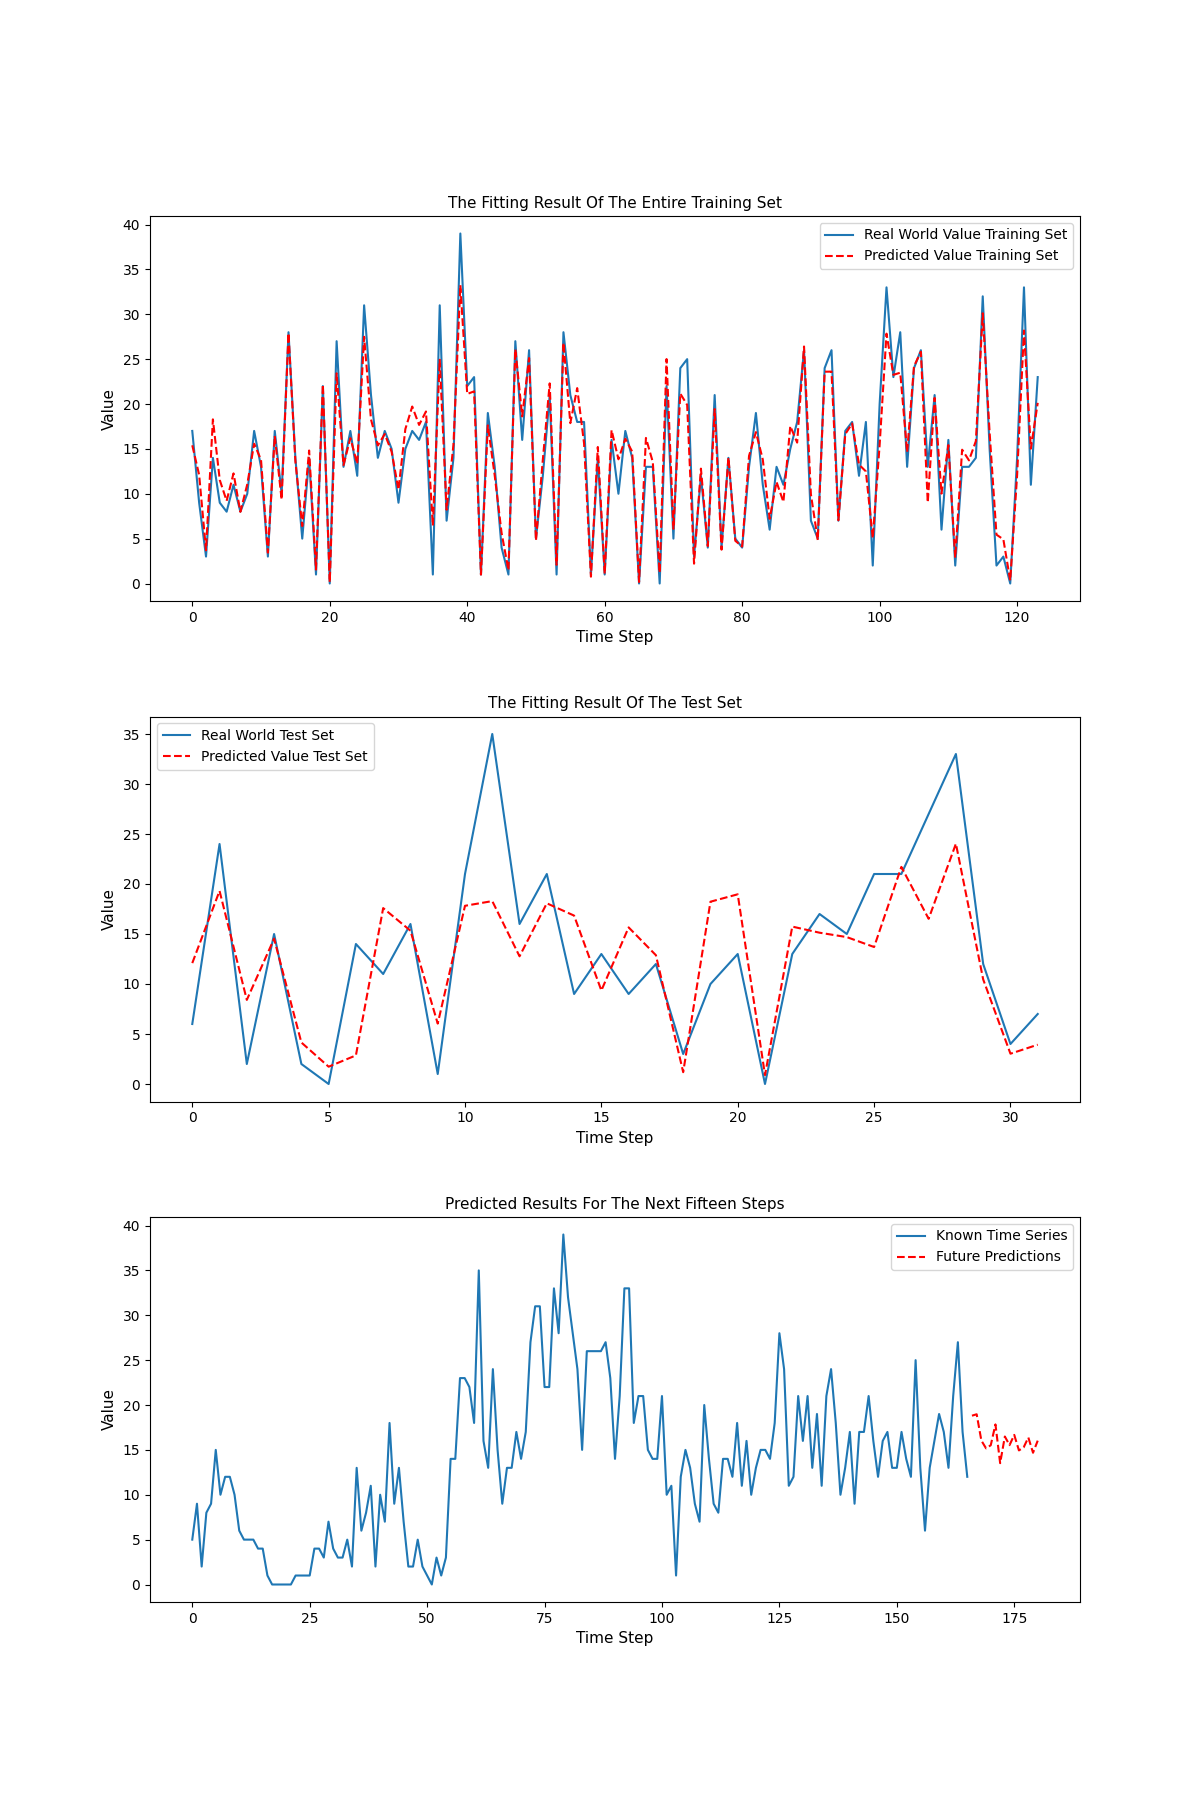 The Fitting Result Of The Entire Training Set
Real World Value Training Set
Predicted Value Training Set
Value
40
35
30
25
20
15
10
5
0
0 20 40 60 80 100 120
Time Step
The Fitting Result Of The Test Set
Real World Test Set
Predicted Value Test Set
Value
35
30
25
20
15
10
5
0
0 5 10 15 20 25 30
Time Step
Predicted Results For The Next Fifteen Steps
Known Time Series
Future Predictions
Value
40
35
30
25
20
15
10
5
0
0 25 50 75 100 125 150 175
Time Step